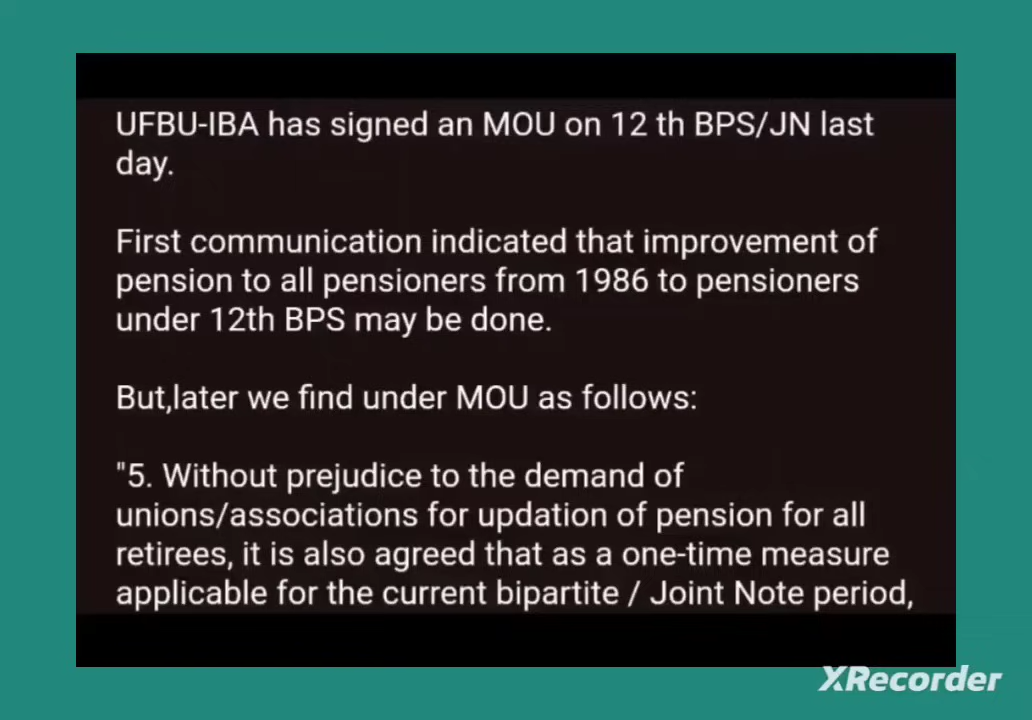 UFBU-IBA has signed an MOU on 12 th BPS/JN last
day.
First communication indicated that improvement of
pension to all pensioners from 1986 to pensioners
under 12th BPS may be done.
But,later we find under MOU as follows:
"5. Without prejudice to the demand of
unions/associations for updation of pension for all
retirees, it is also agreed that as a one-time measure
applicable for the current bipartite / Joint Note period,
XRecorder